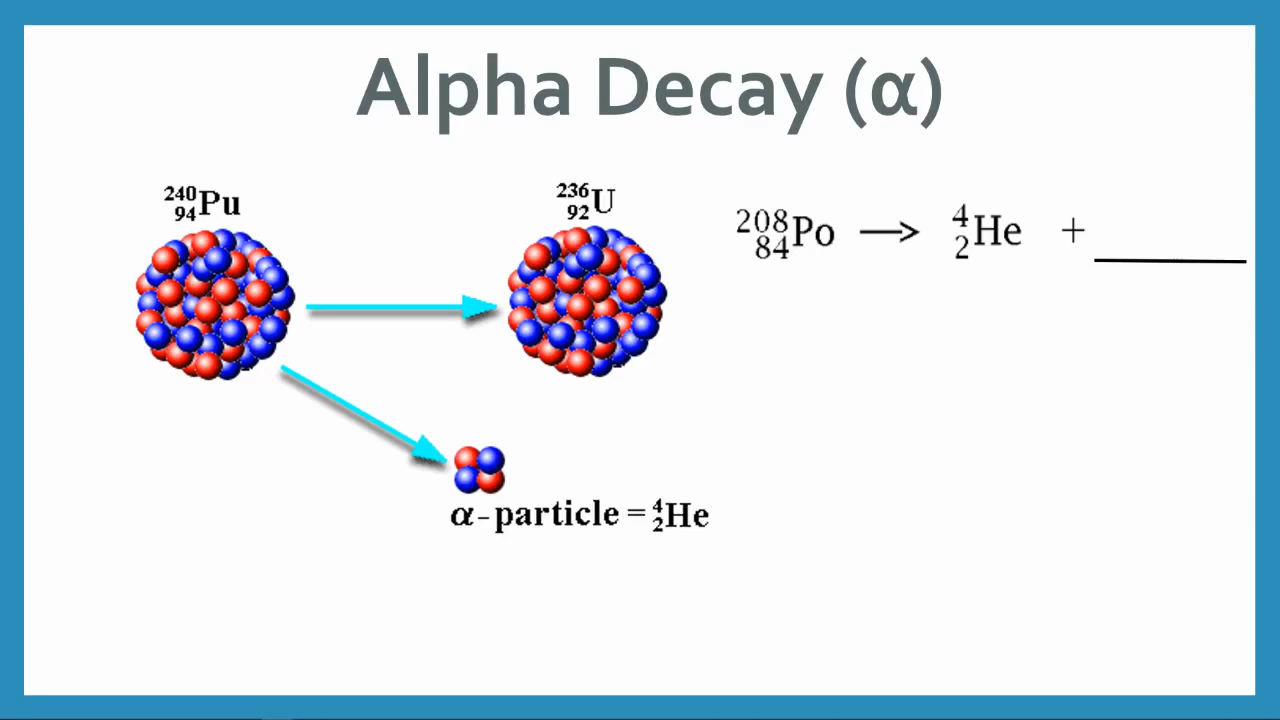 Alpha Decay (α)
²⁴⁰₉₄Pu
²³⁶₉₂U
²⁰⁸₈₄Po ⟶ ⁴₂He + ______
α-particle = ⁴₂He